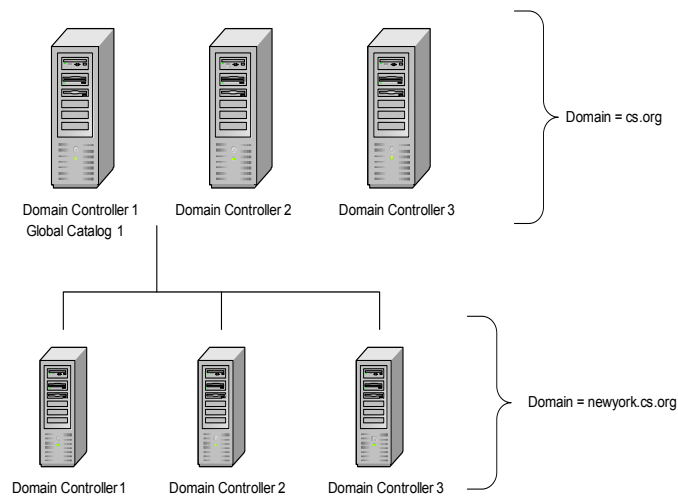 Domain = cs.org
Domain Controller 1
Global Catalog 1
Domain Controller 2
Domain Controller 3
Domain = newyork.cs.org
Domain Controller 1
Domain Controller 2
Domain Controller 3